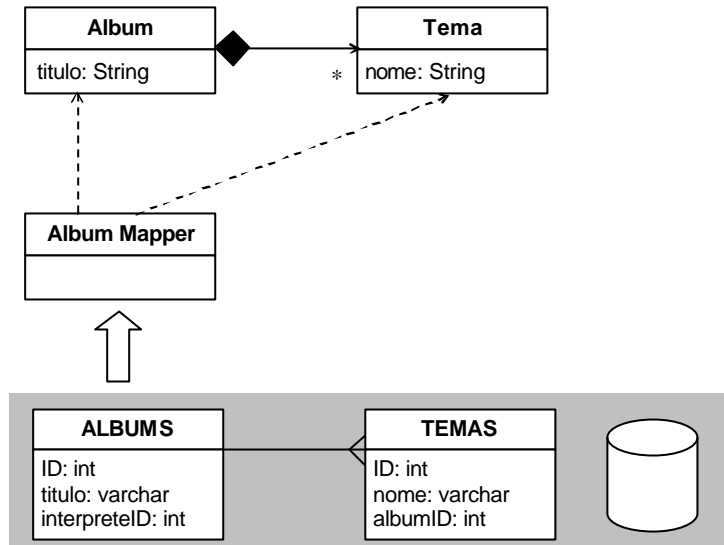 Album
titulo: String
*
Tema
nome: String
Album Mapper
ALBUMS
ID: int
titulo: varchar
interpreteID: int
TEMAS
ID: int
nome: varchar
albumID: int